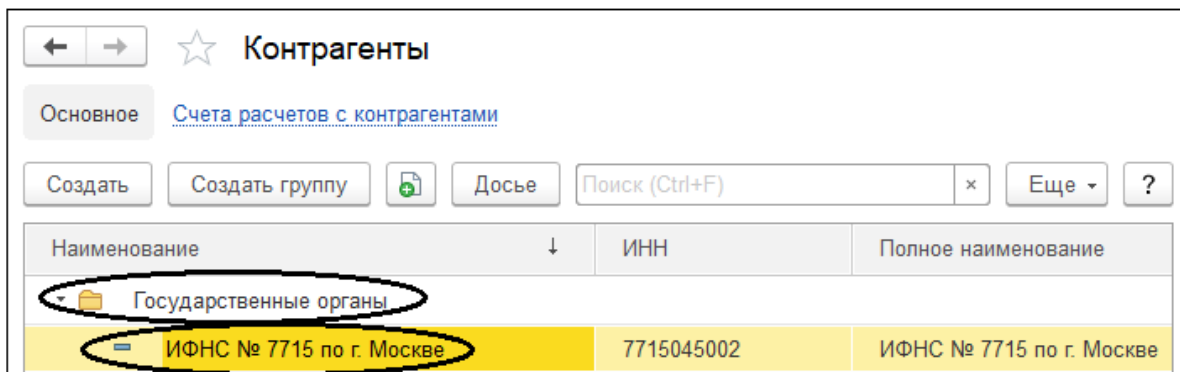 Контрагенты
Основное Счета расчетов с контрагентами
Создать Создать группу Досье Поиск (Ctrl+F) × Еще ?
Наименование ↓ ИНН Полное наименование
Государственные органы
ИФНС № 7715 по г. Москве 7715045002 ИФНС № 7715 по г. Москве